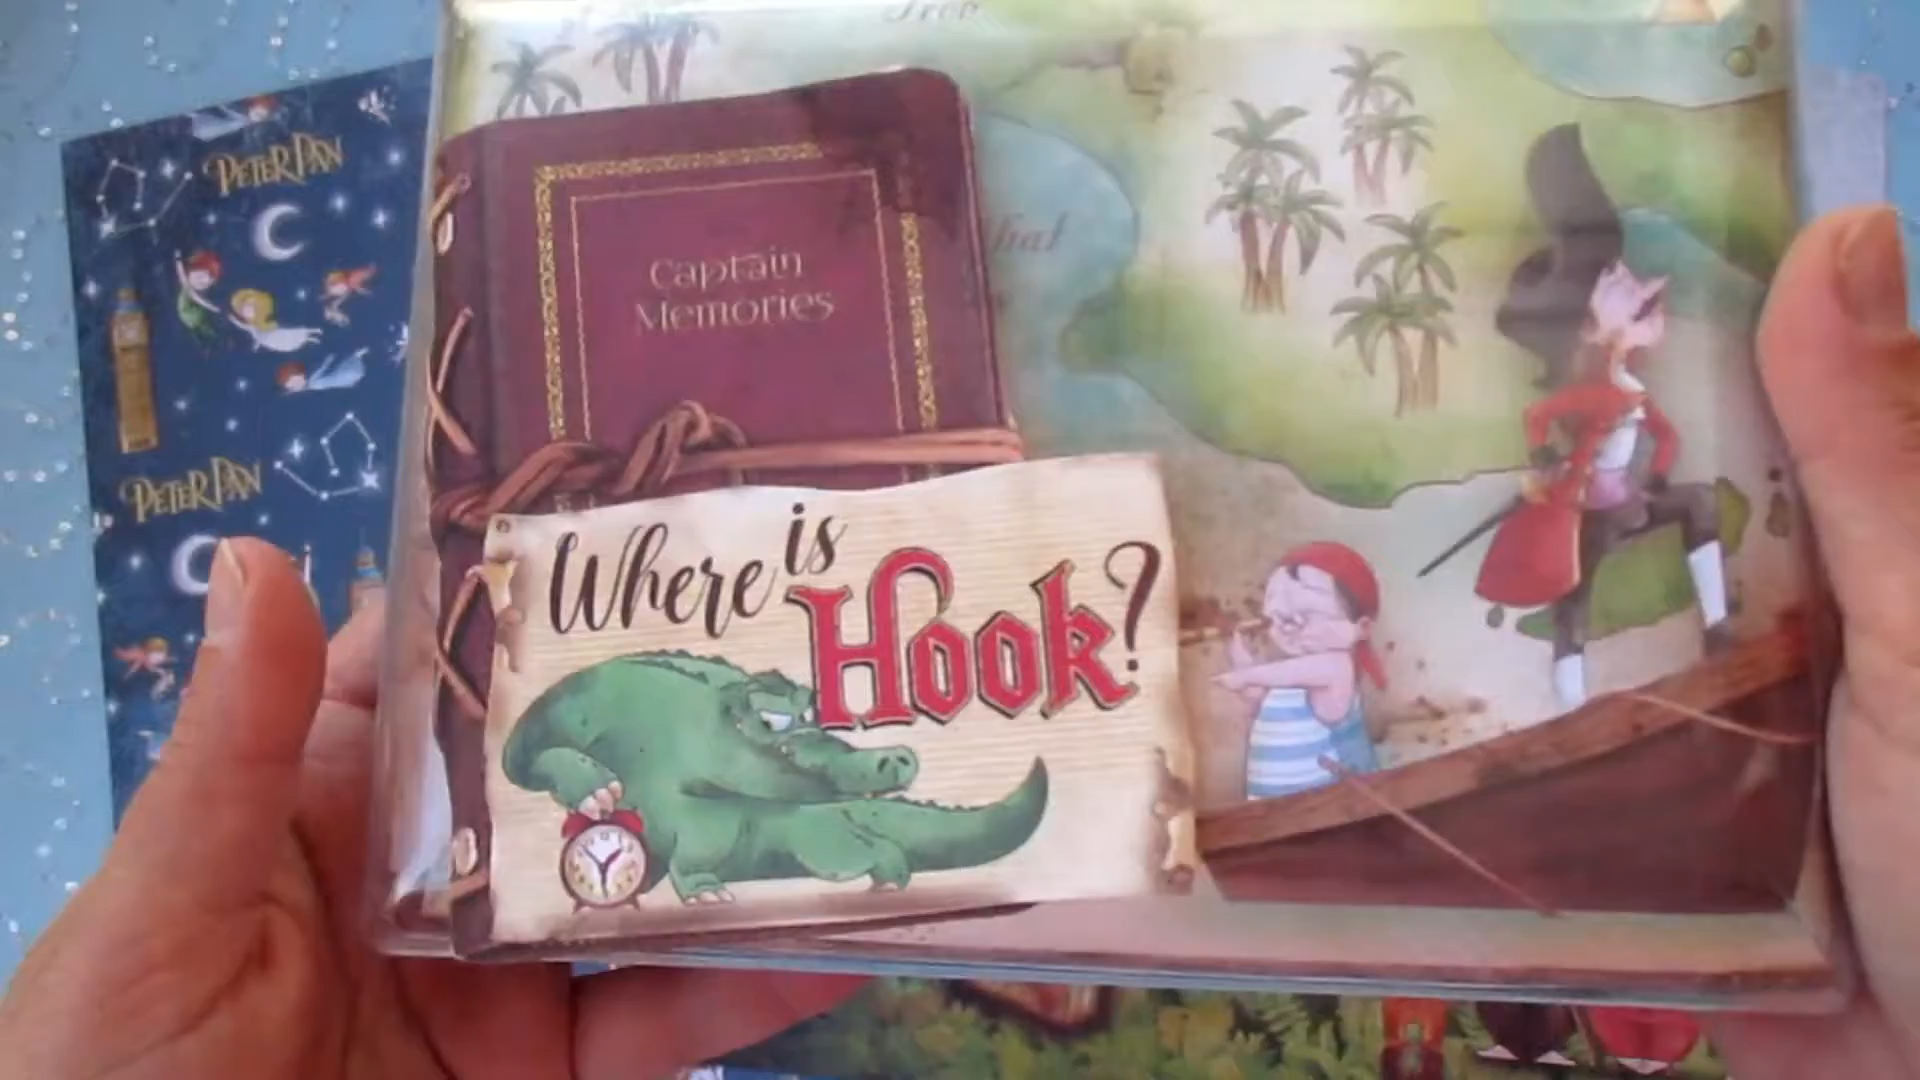 PETER PAN
PETER PAN
Captain
Memories
Where is
Hook?